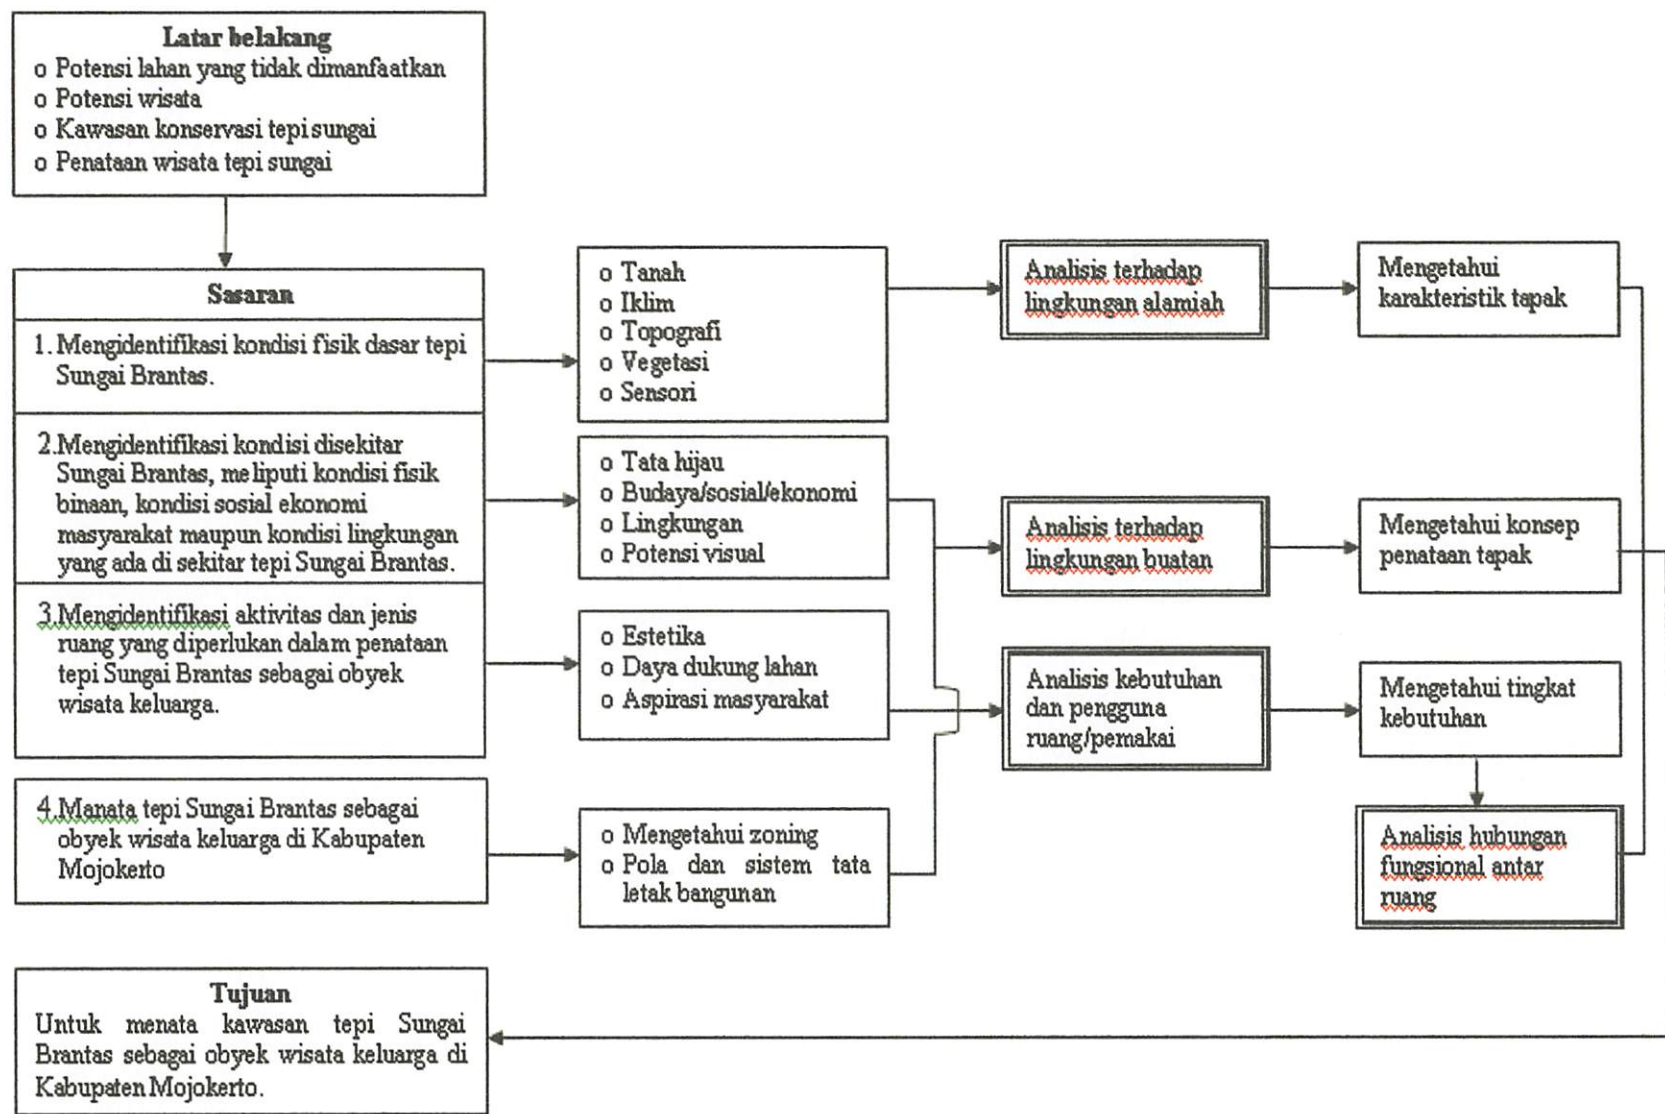 Latar belakang
o Potensi lahan yang tidak dimanfaatkan
o Potensi wisata
o Kawasan konservasi tepi sungai
o Penataan wisata tepi sungai
Sasaran
1. Mengidentifikasi kondisi fisik dasar tepi
Sungai Brantas.
2.Mengidentifikasi kondisi disekitar
Sungai Brantas, meliputi kondisi fisik
binaan, kondisi sosial ekonomi
masyarakat maupun kondisi lingkungan
yang ada di sekitar tepi Sungai Brantas.
3.Mengidentifikasi aktivitas dan jenis
ruang yang diperlukan dalam penataan
tepi Sungai Brantas sebagai obyek
wisata keluarga.
4.Manata tepi Sungai Brantas sebagai
obyek wisata keluarga di Kabupaten
Mojokerto
o Tanah
o Iklim
o Topografi
o Vegetasi
o Sensori
o Tata hijau
o Budaya/sosial/ekonomi
o Lingkungan
o Potensi visual
o Estetika
o Daya dukung lahan
o Aspirasi masyarakat
o Mengetahui zoning
o Pola dan sistem tata
letak bangunan
Analisis terhadap
lingkungan alamiah
Analisis terhadap
lingkungan buatan
Analisis kebutuhan
dan pengguna
ruang/pemakai
Mengetahui
karakteristik tapak
Mengetahui konsep
penataan tapak
Mengetahui tingkat
kebutuhan
Analisis hubungan
fungsional antar
ruang
Tujuan
Untuk menata kawasan tepi Sungai
Brantas sebagai obyek wisata keluarga di
Kabupaten Mojokerto.